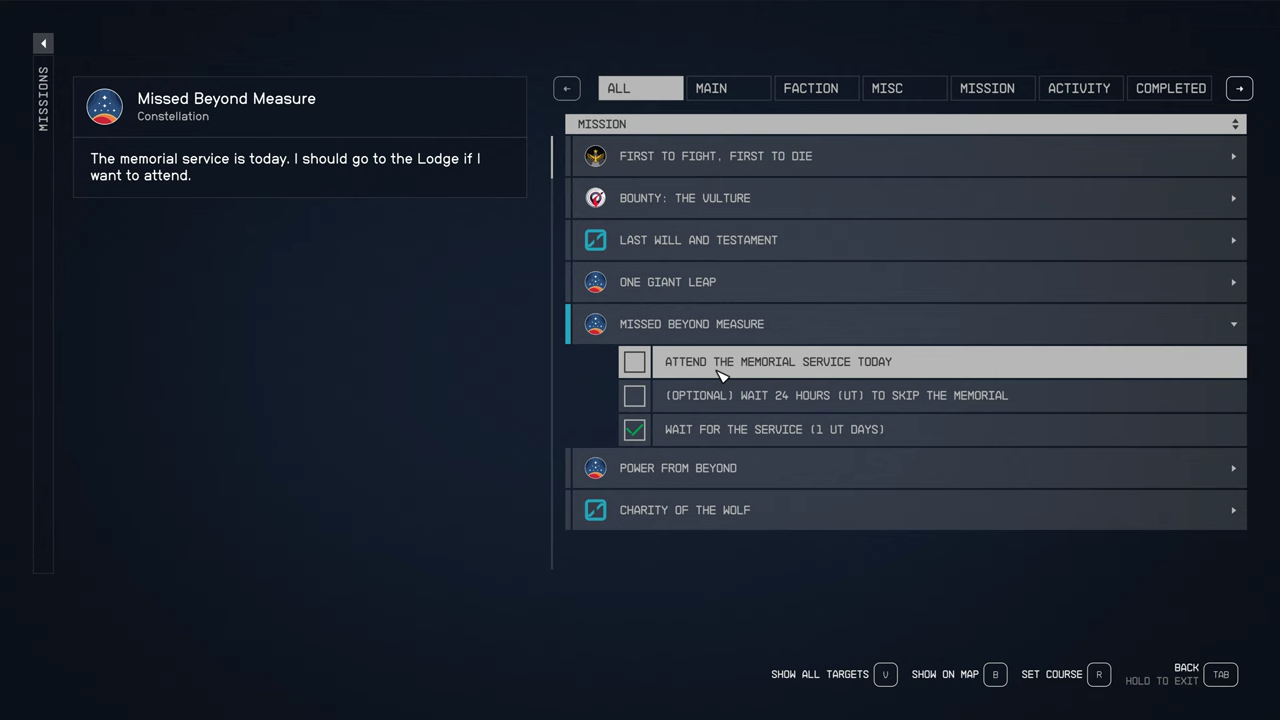 MISSIONS
Missed Beyond Measure
Constellation
The memorial service is today. I should go to the Lodge if I
want to attend.
ALL MAIN FACTION MISC MISSION ACTIVITY COMPLETED
MISSION
FIRST TO FIGHT, FIRST TO DIE
BOUNTY: THE VULTURE
LAST WILL AND TESTAMENT
ONE GIANT LEAP
MISSED BEYOND MEASURE
ATTEND THE MEMORIAL SERVICE TODAY
(OPTIONAL) WAIT 24 HOURS (UT) TO SKIP THE MEMORIAL
WAIT FOR THE SERVICE (1 UT DAYS)
POWER FROM BEYOND
CHARITY OF THE WOLF
SHOW ALL TARGETS V SHOW ON MAP B SET COURSE R BACK TAB
HOLD TO EXIT